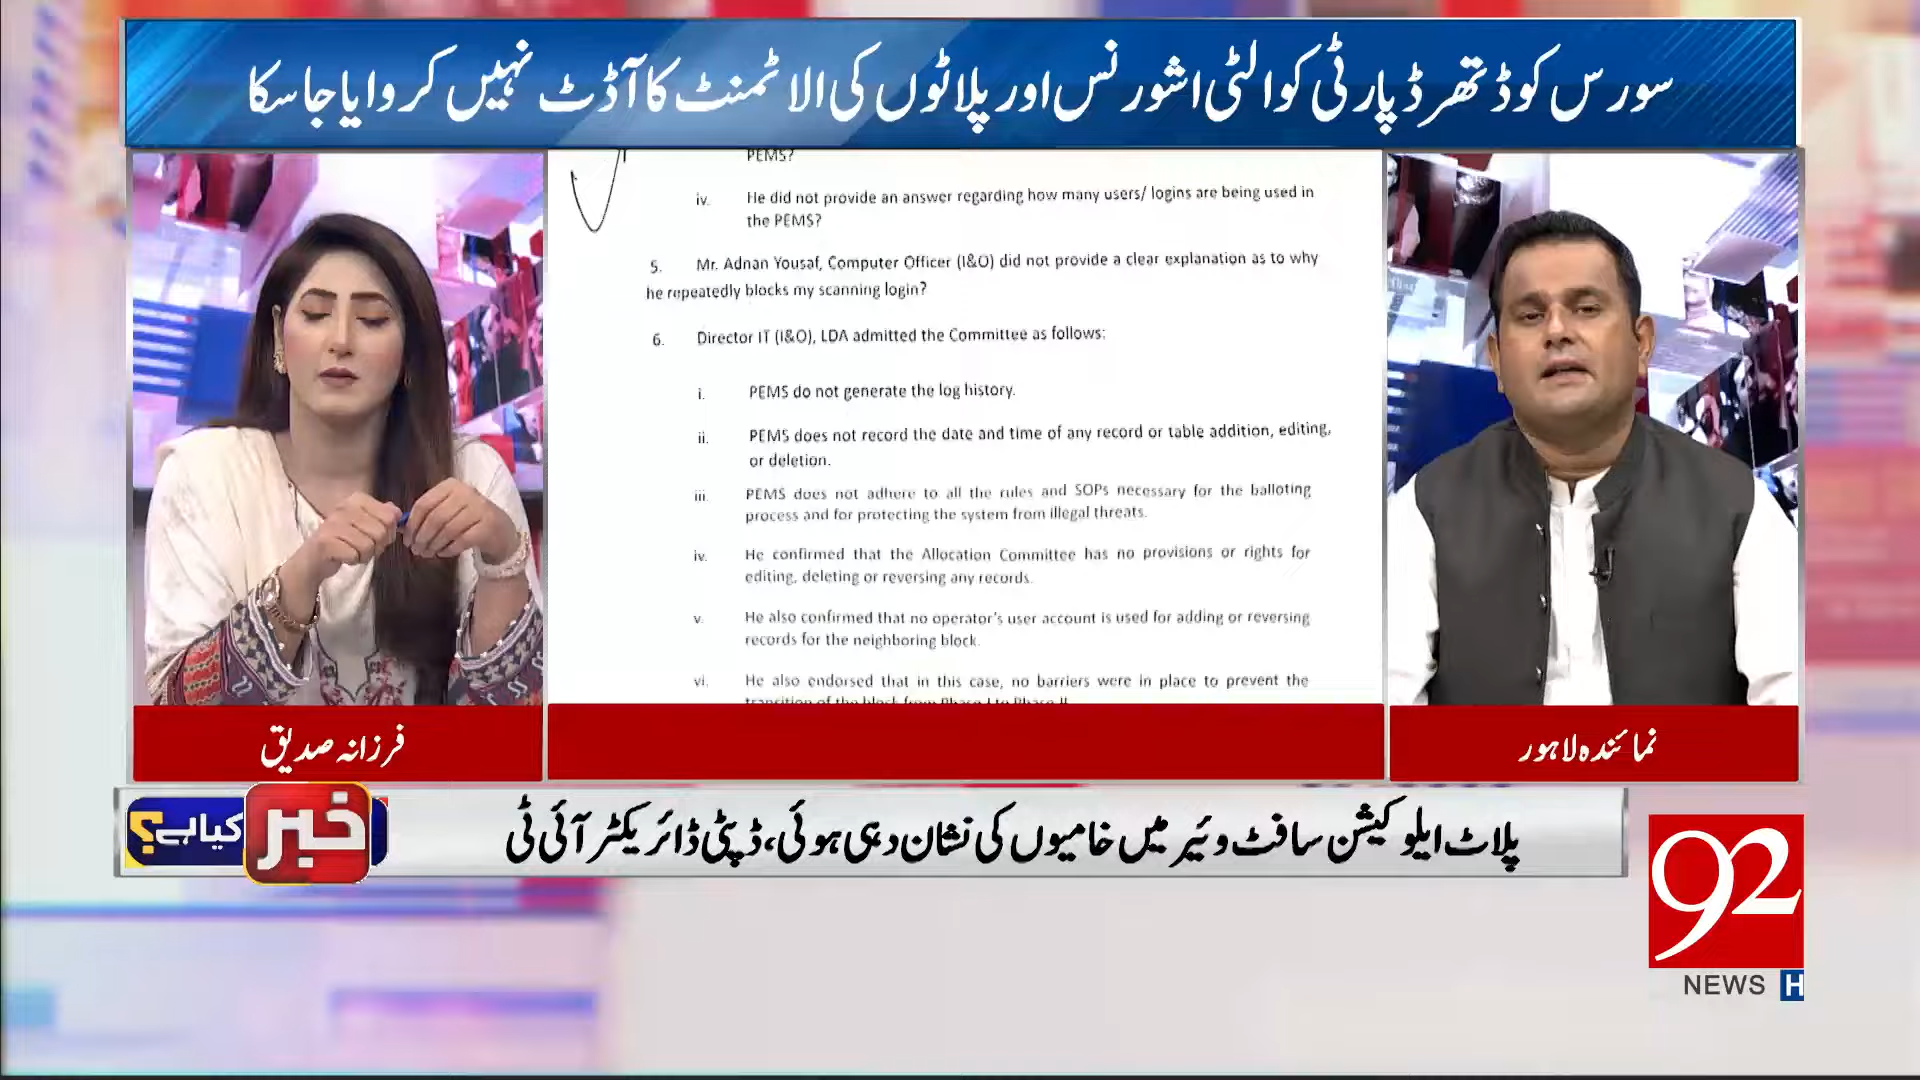 سورس کوڈ تھرڈ پارٹی کوالٹی اشورنس اور پلاٹوں کی الاٹمنٹ کا آڈٹ نہیں کروایا جاسکا
PEMS?
iv. He did not provide an answer regarding how many users/ logins are being used in
the PEMS?
5. Mr. Adnan Yousaf, Computer Officer (I&O) did not provide a clear explanation as to why
he repeatedly blocks my scanning login?
6. Director IT (I&O), LDA admitted the Committee as follows:
i. PEMS do not generate the log history.
ii. PEMS does not record the date and time of any record or table addition, editing,
or deletion.
iii. PEMS does not adhere to all the rules and SOPs necessary for the balloting
process and for protecting the system from illegal threats.
iv. He confirmed that the Allocation Committee has no provisions or rights for
editing, deleting or reversing any records.
v. He also confirmed that no operator's user account is used for adding or reversing
records for the neighboring block.
vi. He also endorsed that in this case, no barriers were in place to prevent the
transition of the block from Phase I to Phase II
فرزانہ صدیق
نمائندہ لاہور
خبر کیا ہے؟
پلاٹ ایلوکیشن سافٹ ویئر میں خامیوں کی نشان دہی ہوئی، ڈپٹی ڈائریکٹر آئی ٹی
92
NEWS H